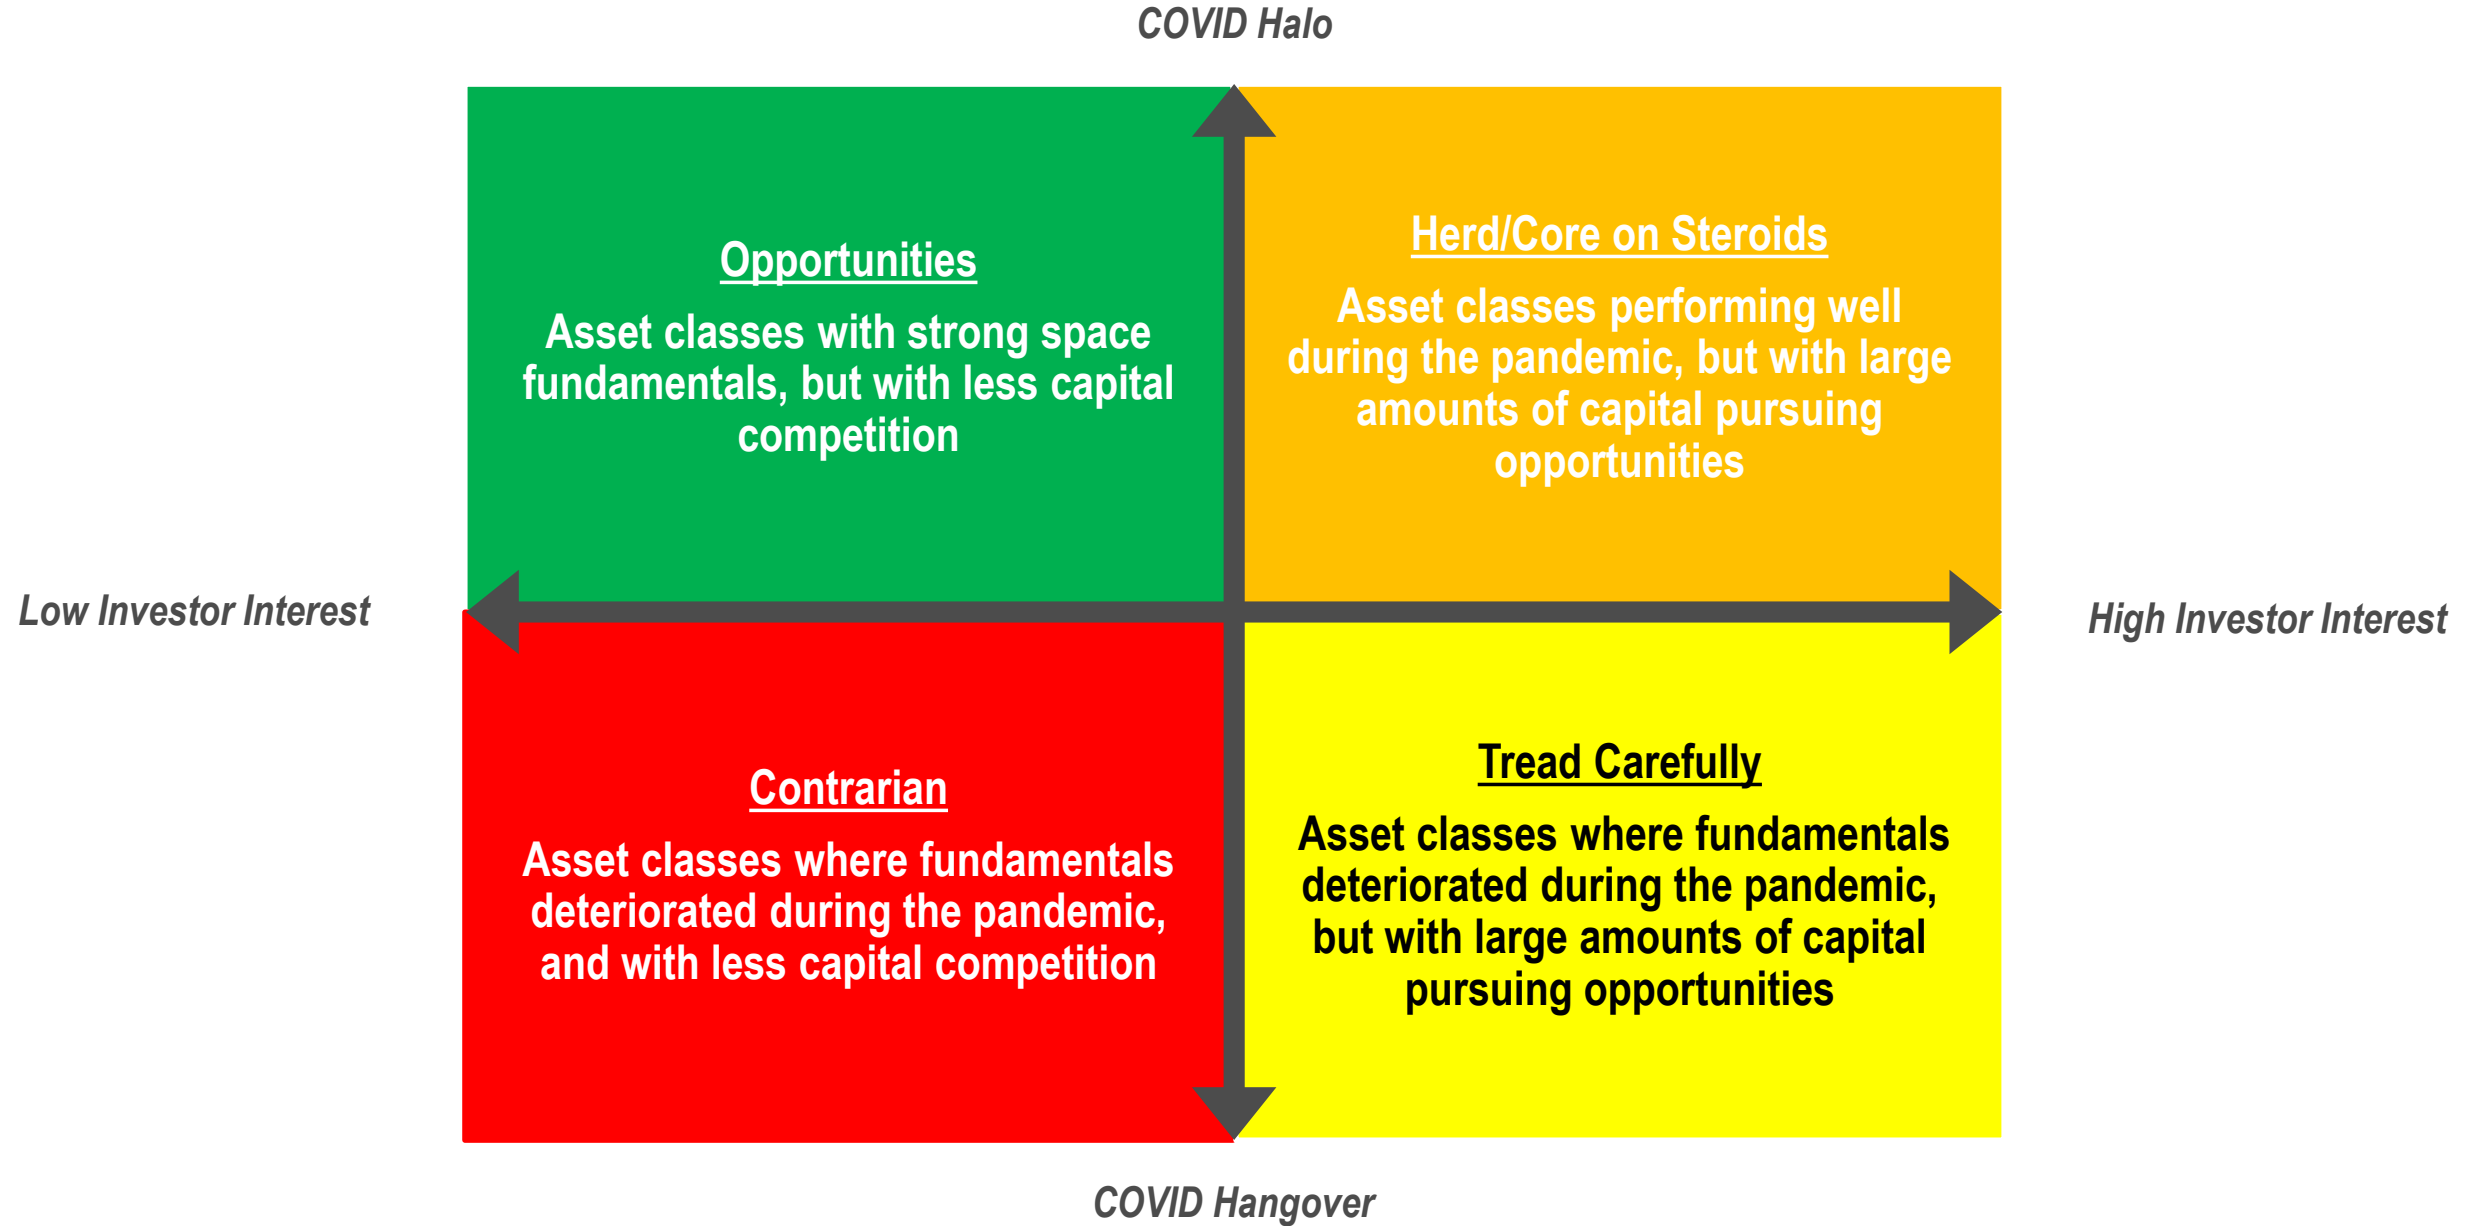 COVID Halo
Opportunities
Asset classes with strong space
fundamentals, but with less capital
competition
Herd/Core on Steroids
Asset classes performing well
during the pandemic, but with large
amounts of capital pursuing
opportunities
Low Investor Interest
High Investor Interest
Contrarian
Asset classes where fundamentals
deteriorated during the pandemic,
and with less capital competition
Tread Carefully
Asset classes where fundamentals
deteriorated during the pandemic,
but with large amounts of capital
pursuing opportunities
COVID Hangover